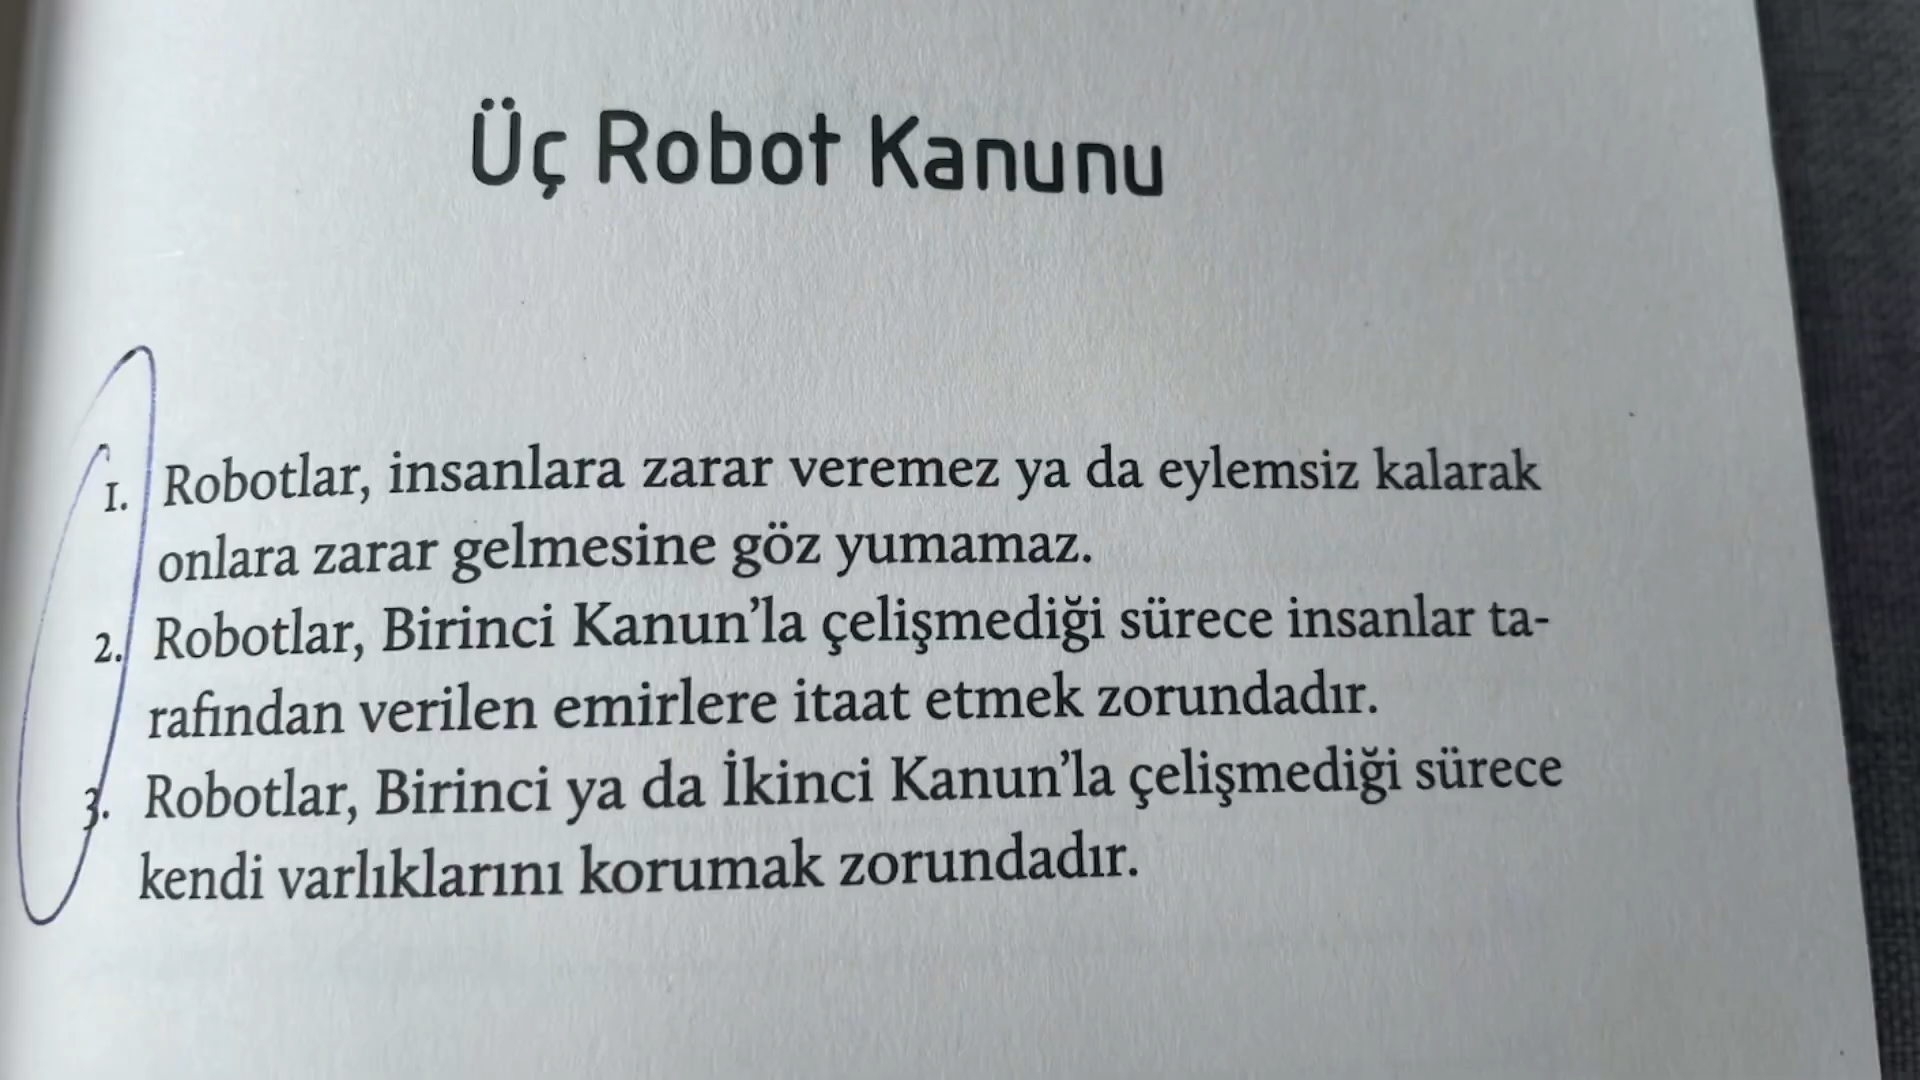 Üç Robot Kanunu
1. Robotlar, insanlara zarar veremez ya da eylemsiz kalarak
onlara zarar gelmesine göz yumamaz.
2. Robotlar, Birinci Kanun’la çelişmediği sürece insanlar ta-
rafından verilen emirlere itaat etmek zorundadır.
3. Robotlar, Birinci ya da İkinci Kanun’la çelişmediği sürece
kendi varlıklarını korumak zorundadır.